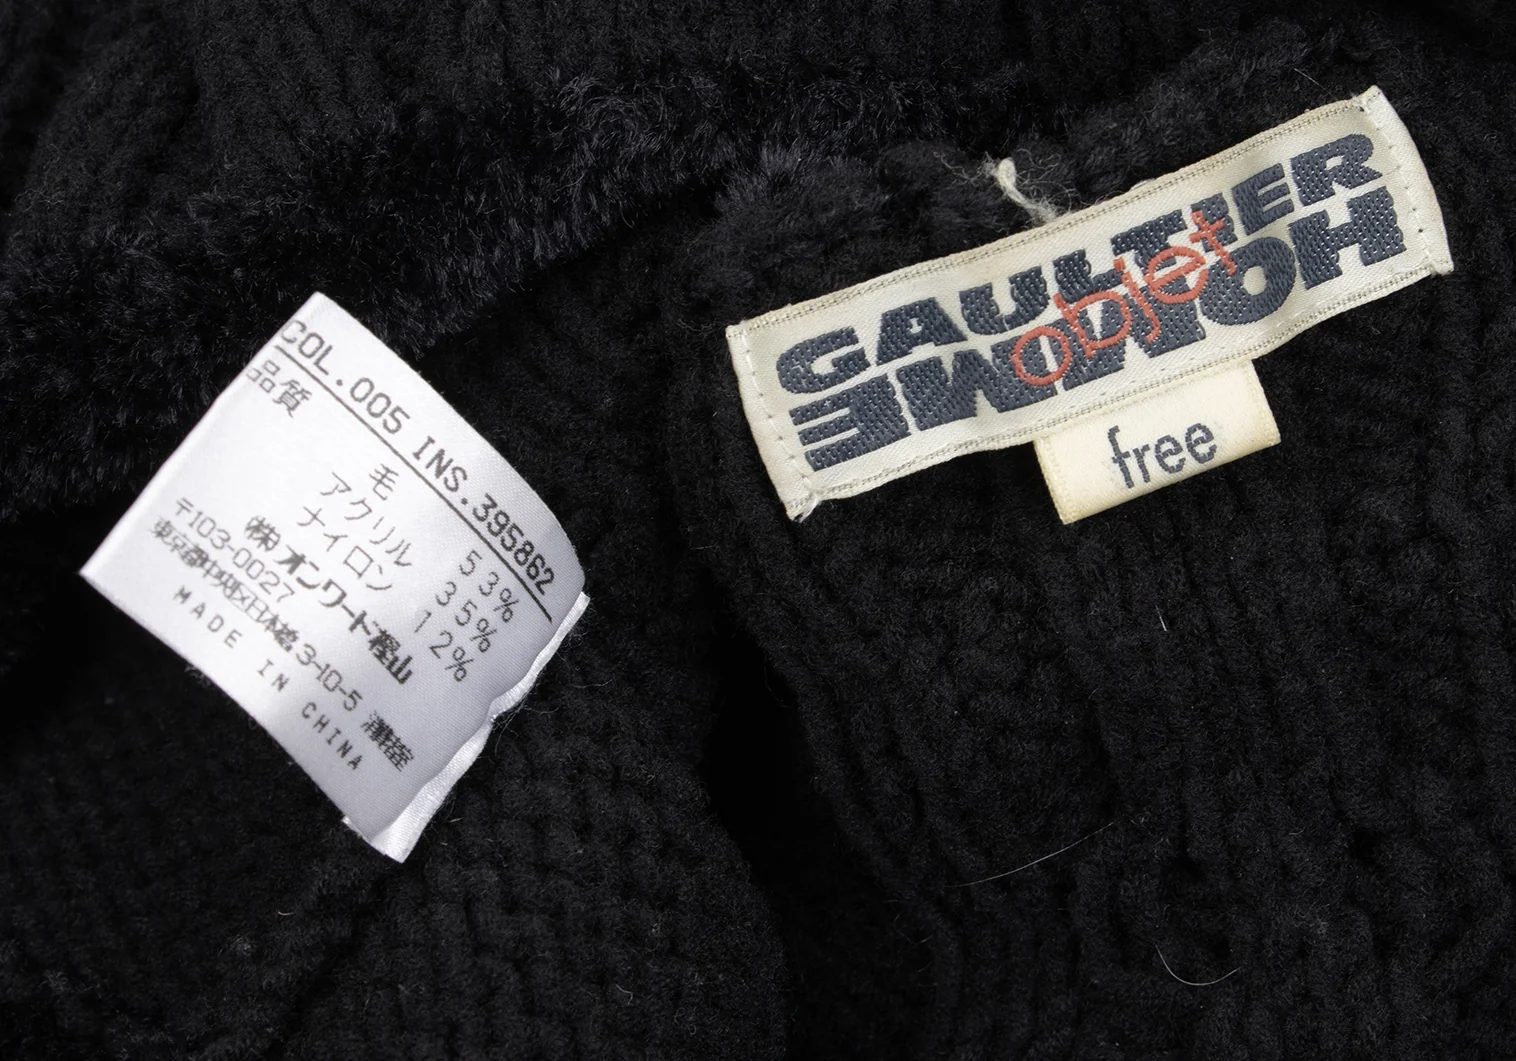 COL.005 INS.395862
品質
毛 53%
アクリル 35%
ナイロン 12%
㈱オンワード樫山
〒103-0027
東京都中央区日本橋3-10-5
MADE IN CHINA
GAULTIER
objet
HOMME
free